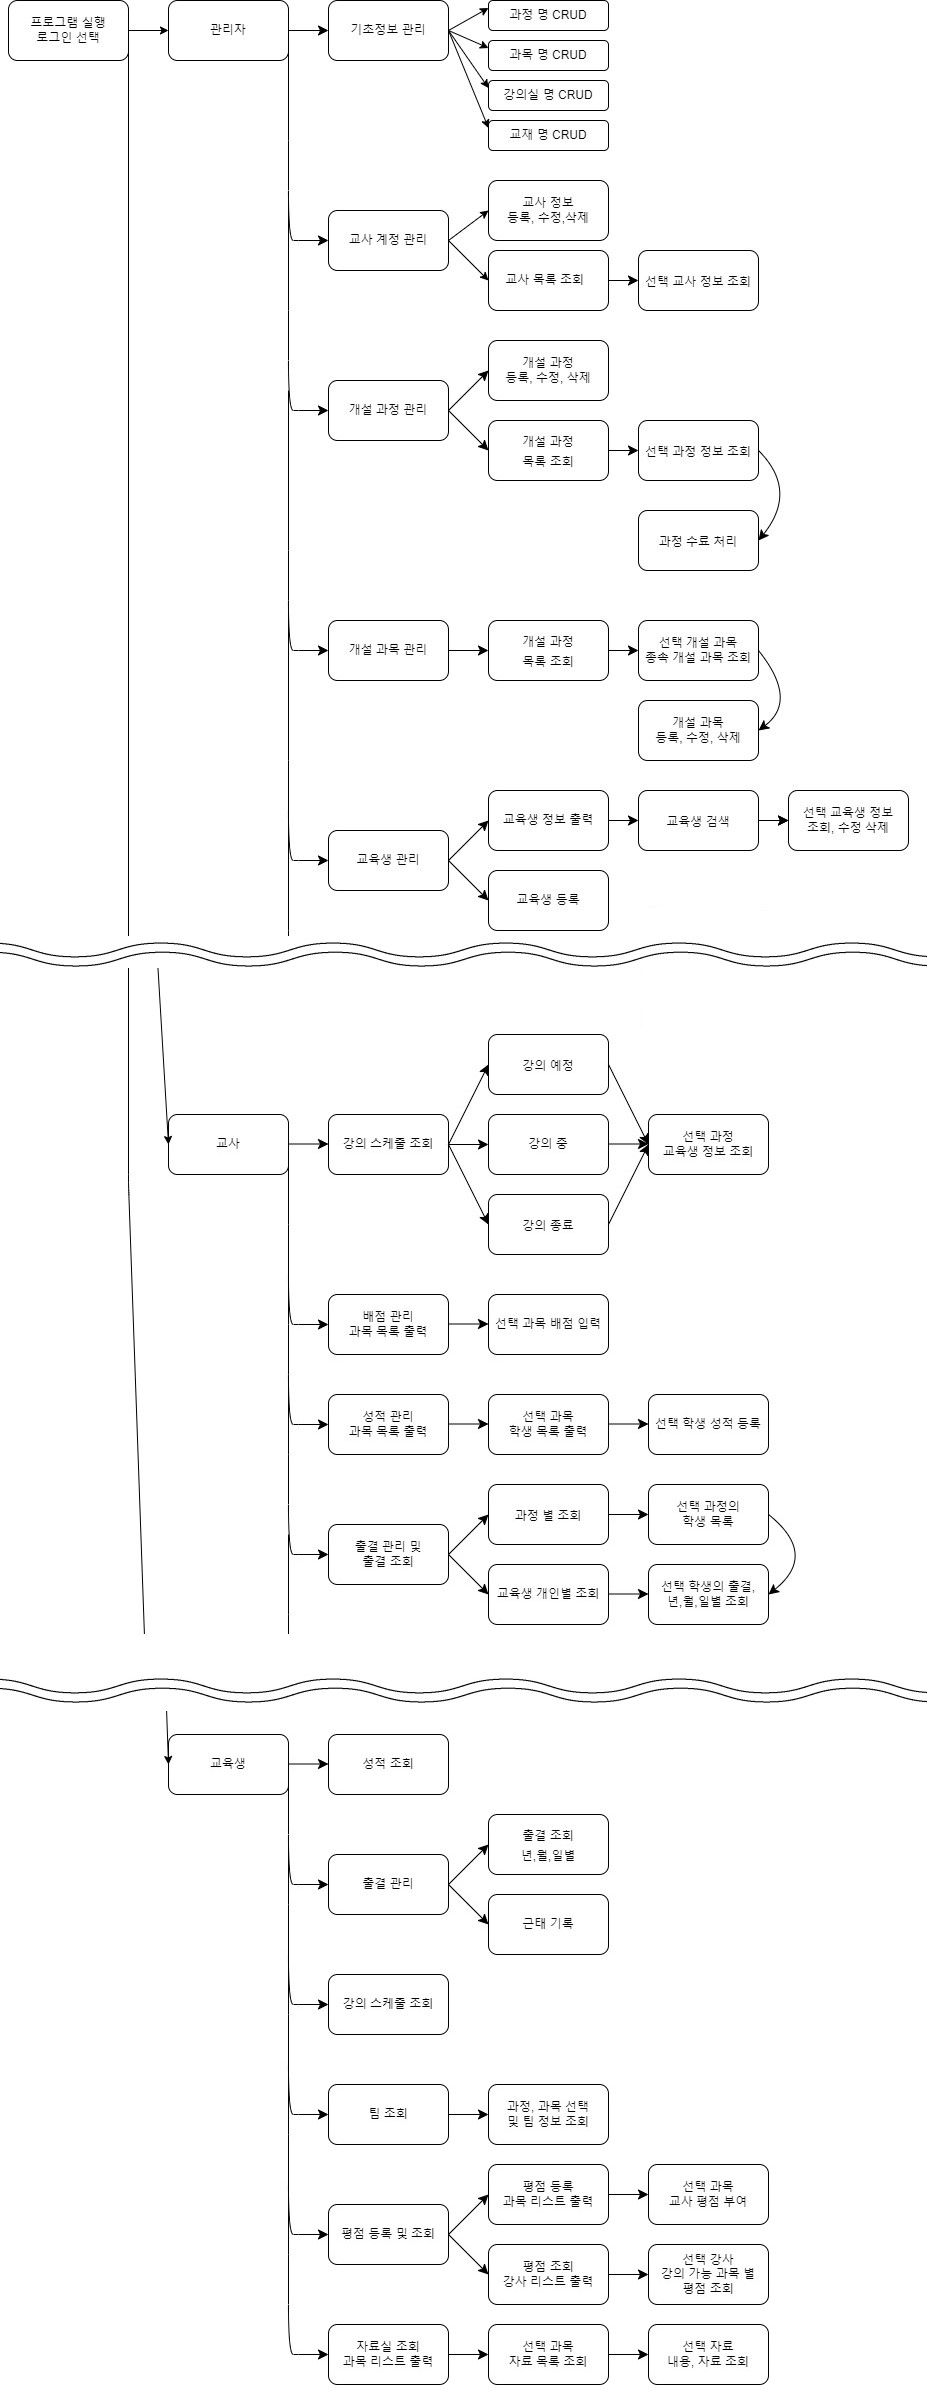 프로그램 실행
로그인 선택
관리자
기초정보 관리
과정 명 CRUD
과목 명 CRUD
강의실 명 CRUD
교재 명 CRUD
교사 계정 관리
교사 정보
등록, 수정,삭제
교사 목록 조회
선택 교사 정보 조회
개설 과정 관리
개설 과정
등록, 수정, 삭제
개설 과정
목록 조회
선택 과정 정보 조회
과정 수료 처리
개설 과목 관리
개설 과정
목록 조회
선택 개설 과목
종속 개설 과목 조회
개설 과목
등록, 수정, 삭제
교육생 관리
교육생 정보 출력
교육생 검색
선택 교육생 정보
조회, 수정 삭제
교육생 등록
교사
강의 스케줄 조회
강의 예정
강의 중
강의 종료
선택 과정
교육생 정보 조회
배점 관리
과목 목록 출력
선택 과목 배점 입력
성적 관리
과목 목록 출력
선택 과목
학생 목록 출력
선택 학생 성적 등록
출결 관리 및
출결 조회
과정 별 조회
선택 과정의
학생 목록
교육생 개인별 조회
선택 학생의 출결,
년,월,일별 조회
교육생
성적 조회
출결 관리
출결 조회
년,월,일별
근태 기록
강의 스케줄 조회
팀 조회
과정, 과목 선택
및 팀 정보 조회
평점 등록 및 조회
평점 등록
과목 리스트 출력
선택 과목
교사 평점 부여
평점 조회
강사 리스트 출력
선택 강사
강의 가능 과목 별
평점 조회
자료실 조회
과목 리스트 출력
선택 과목
자료 목록 조회
선택 자료
내용, 자료 조회